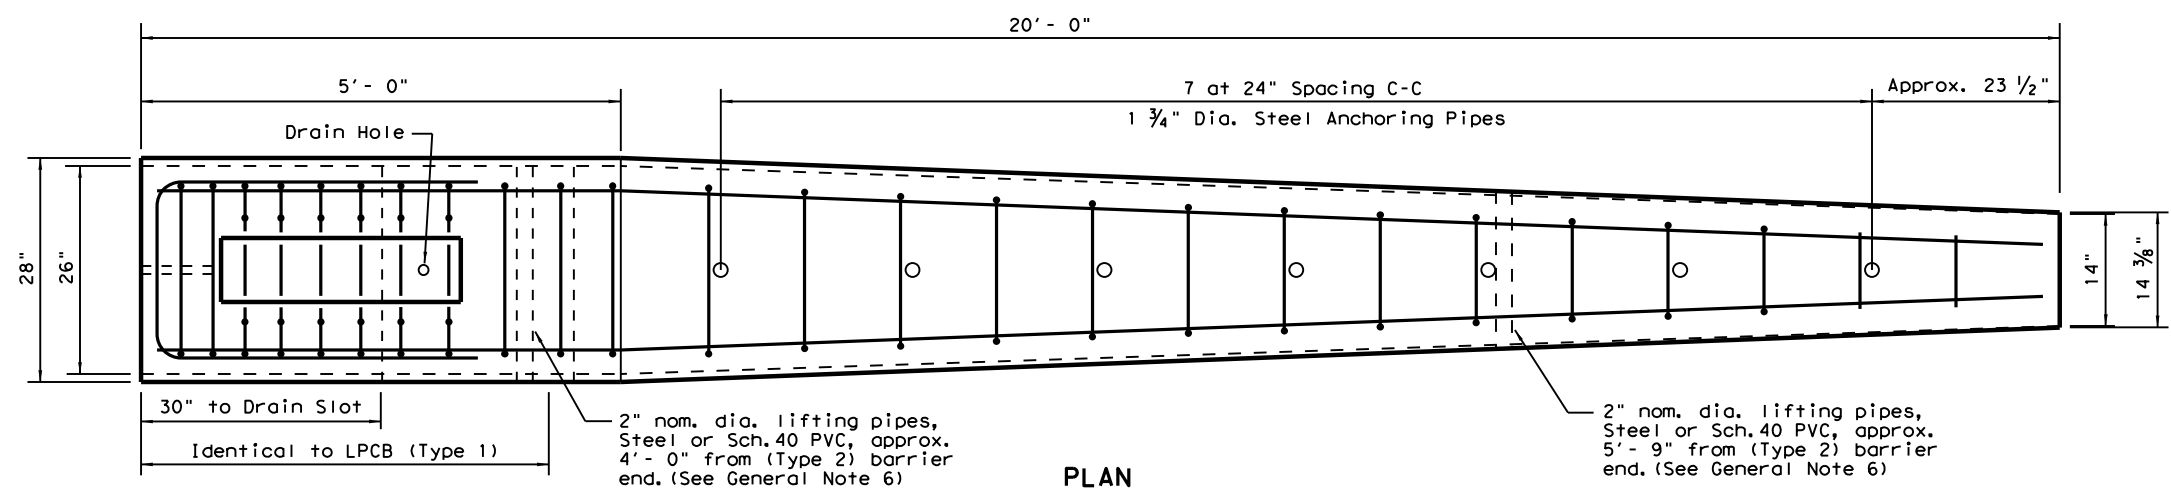 20'- 0"
5'- 0"
7 at 24" Spacing C-C
Approx. 23 ½"
1 ¾" Dia. Steel Anchoring Pipes
Drain Hole
28"
26"
14"
14 ⅜"
30" to Drain Slot
Identical to LPCB (Type 1)
2" nom. dia. lifting pipes,
Steel or Sch.40 PVC, approx.
4'- 0" from (Type 2) barrier
end.(See General Note 6)
2" nom. dia. lifting pipes,
Steel or Sch.40 PVC, approx.
5'- 9" from (Type 2) barrier
end.(See General Note 6)
PLAN